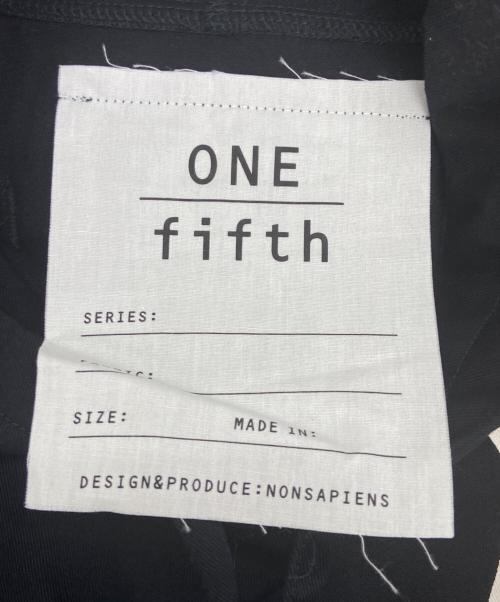 ONE
fifth
SERIES:
SIZE: MADE IN:
DESIGN&PRODUCE:NONSAPIENS